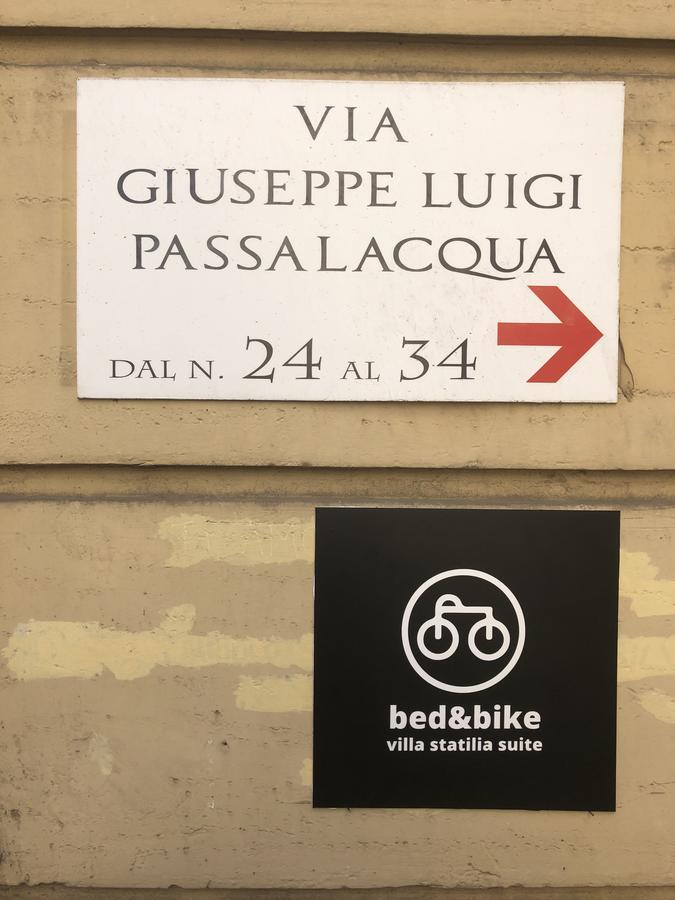 VIA
GIUSEPPE LUIGI
PASSALACQUA
DAL N. 24 AL 34
bed&bike
villa statilia suite